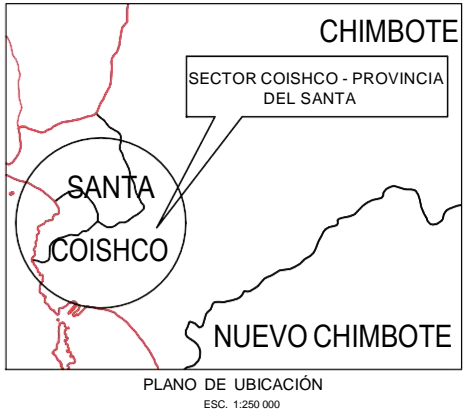 CHIMBOTE
SECTOR COISHCO - PROVINCIA
DEL SANTA
SANTA
COISHCO
NUEVO CHIMBOTE
PLANO DE UBICACIÓN
ESC. 1:250 000